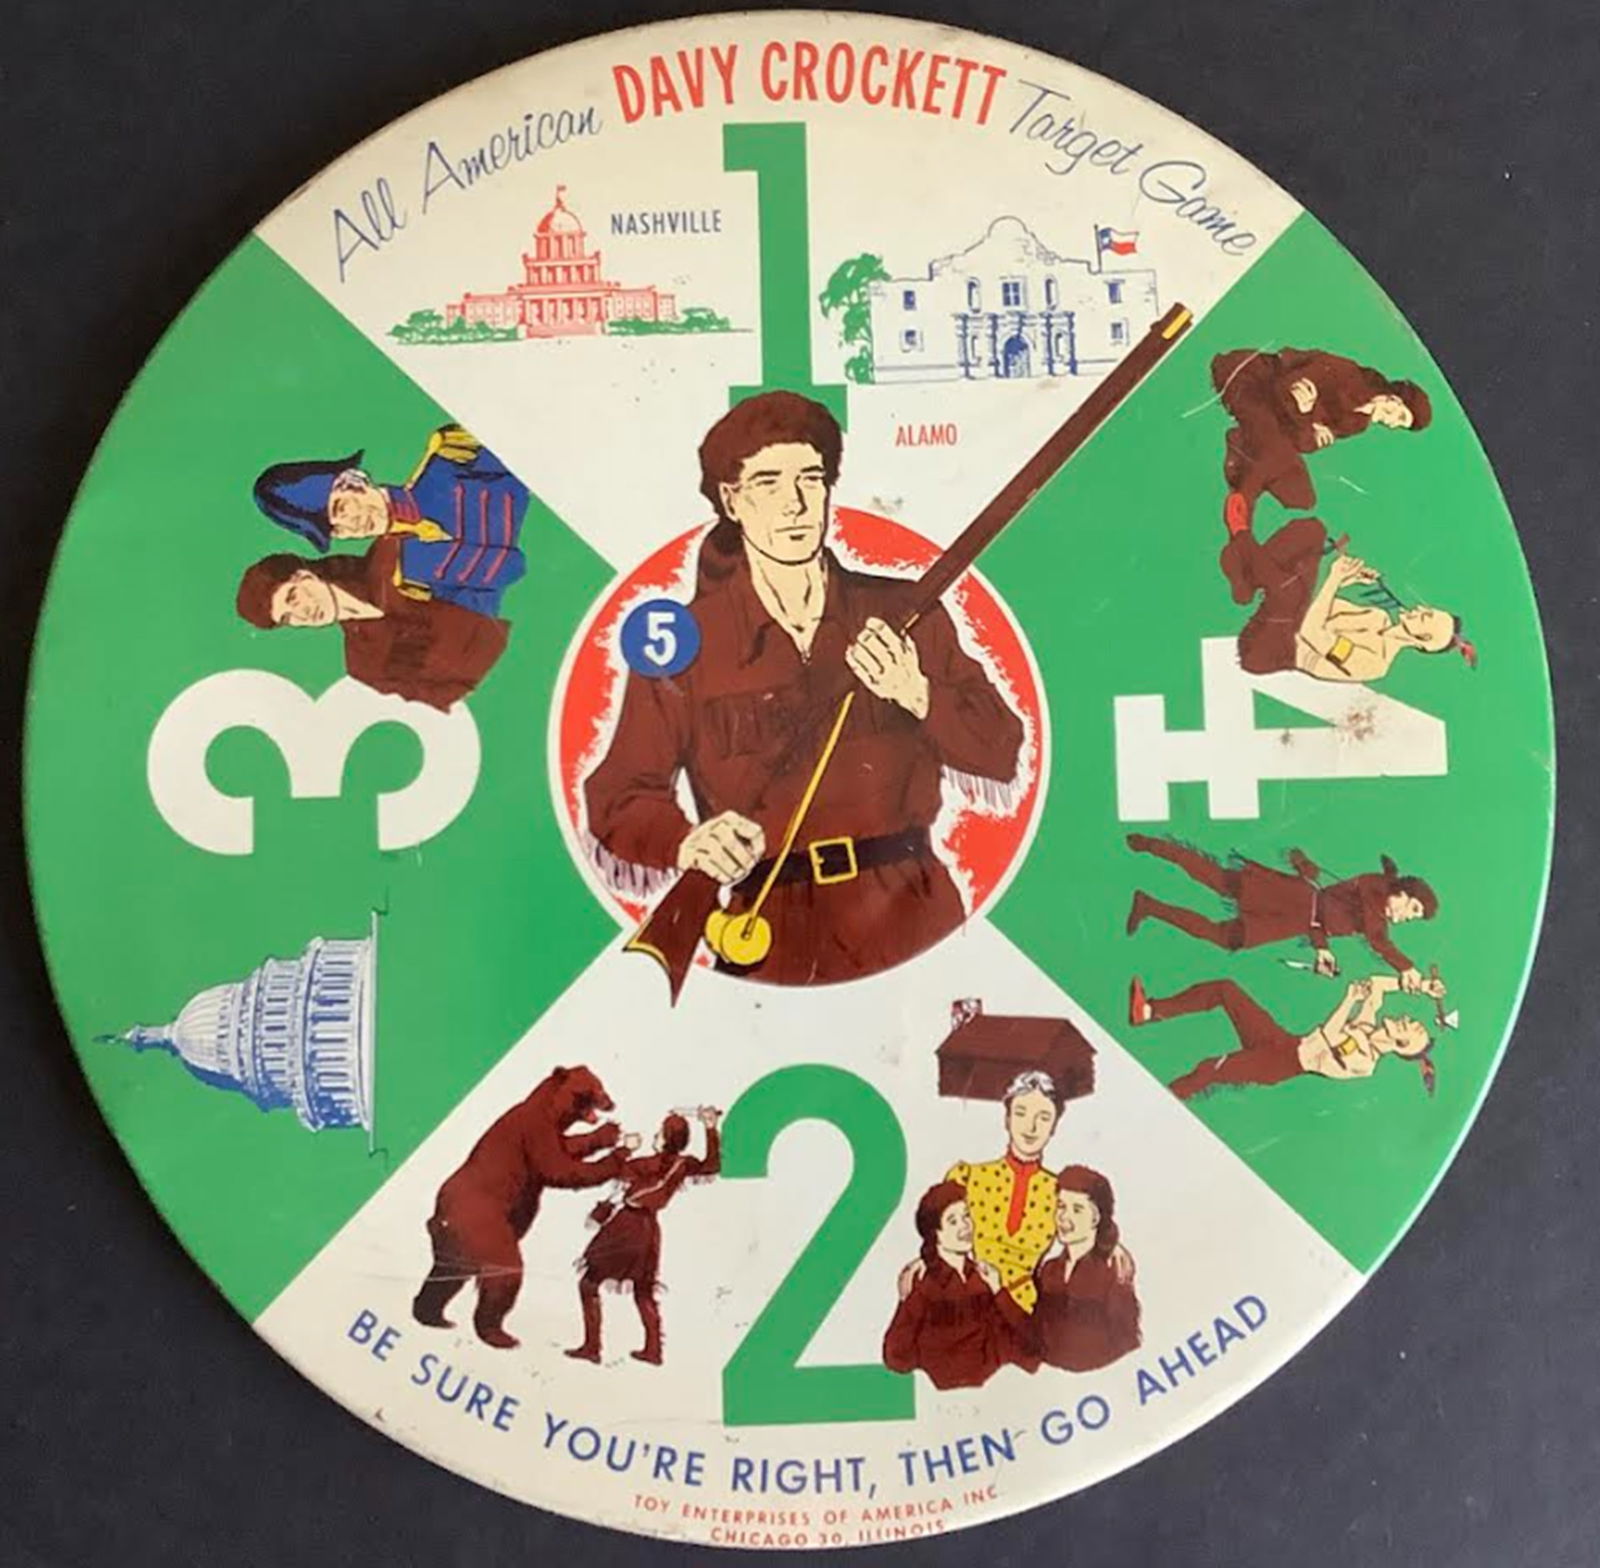 All American DAVY CROCKETT Target Game
1
NASHVILLE
ALAMO
3
5
4
2
BE SURE YOU'RE RIGHT, THEN GO AHEAD
TOY ENTERPRISES OF AMERICA INC.
CHICAGO 30, ILLINOIS